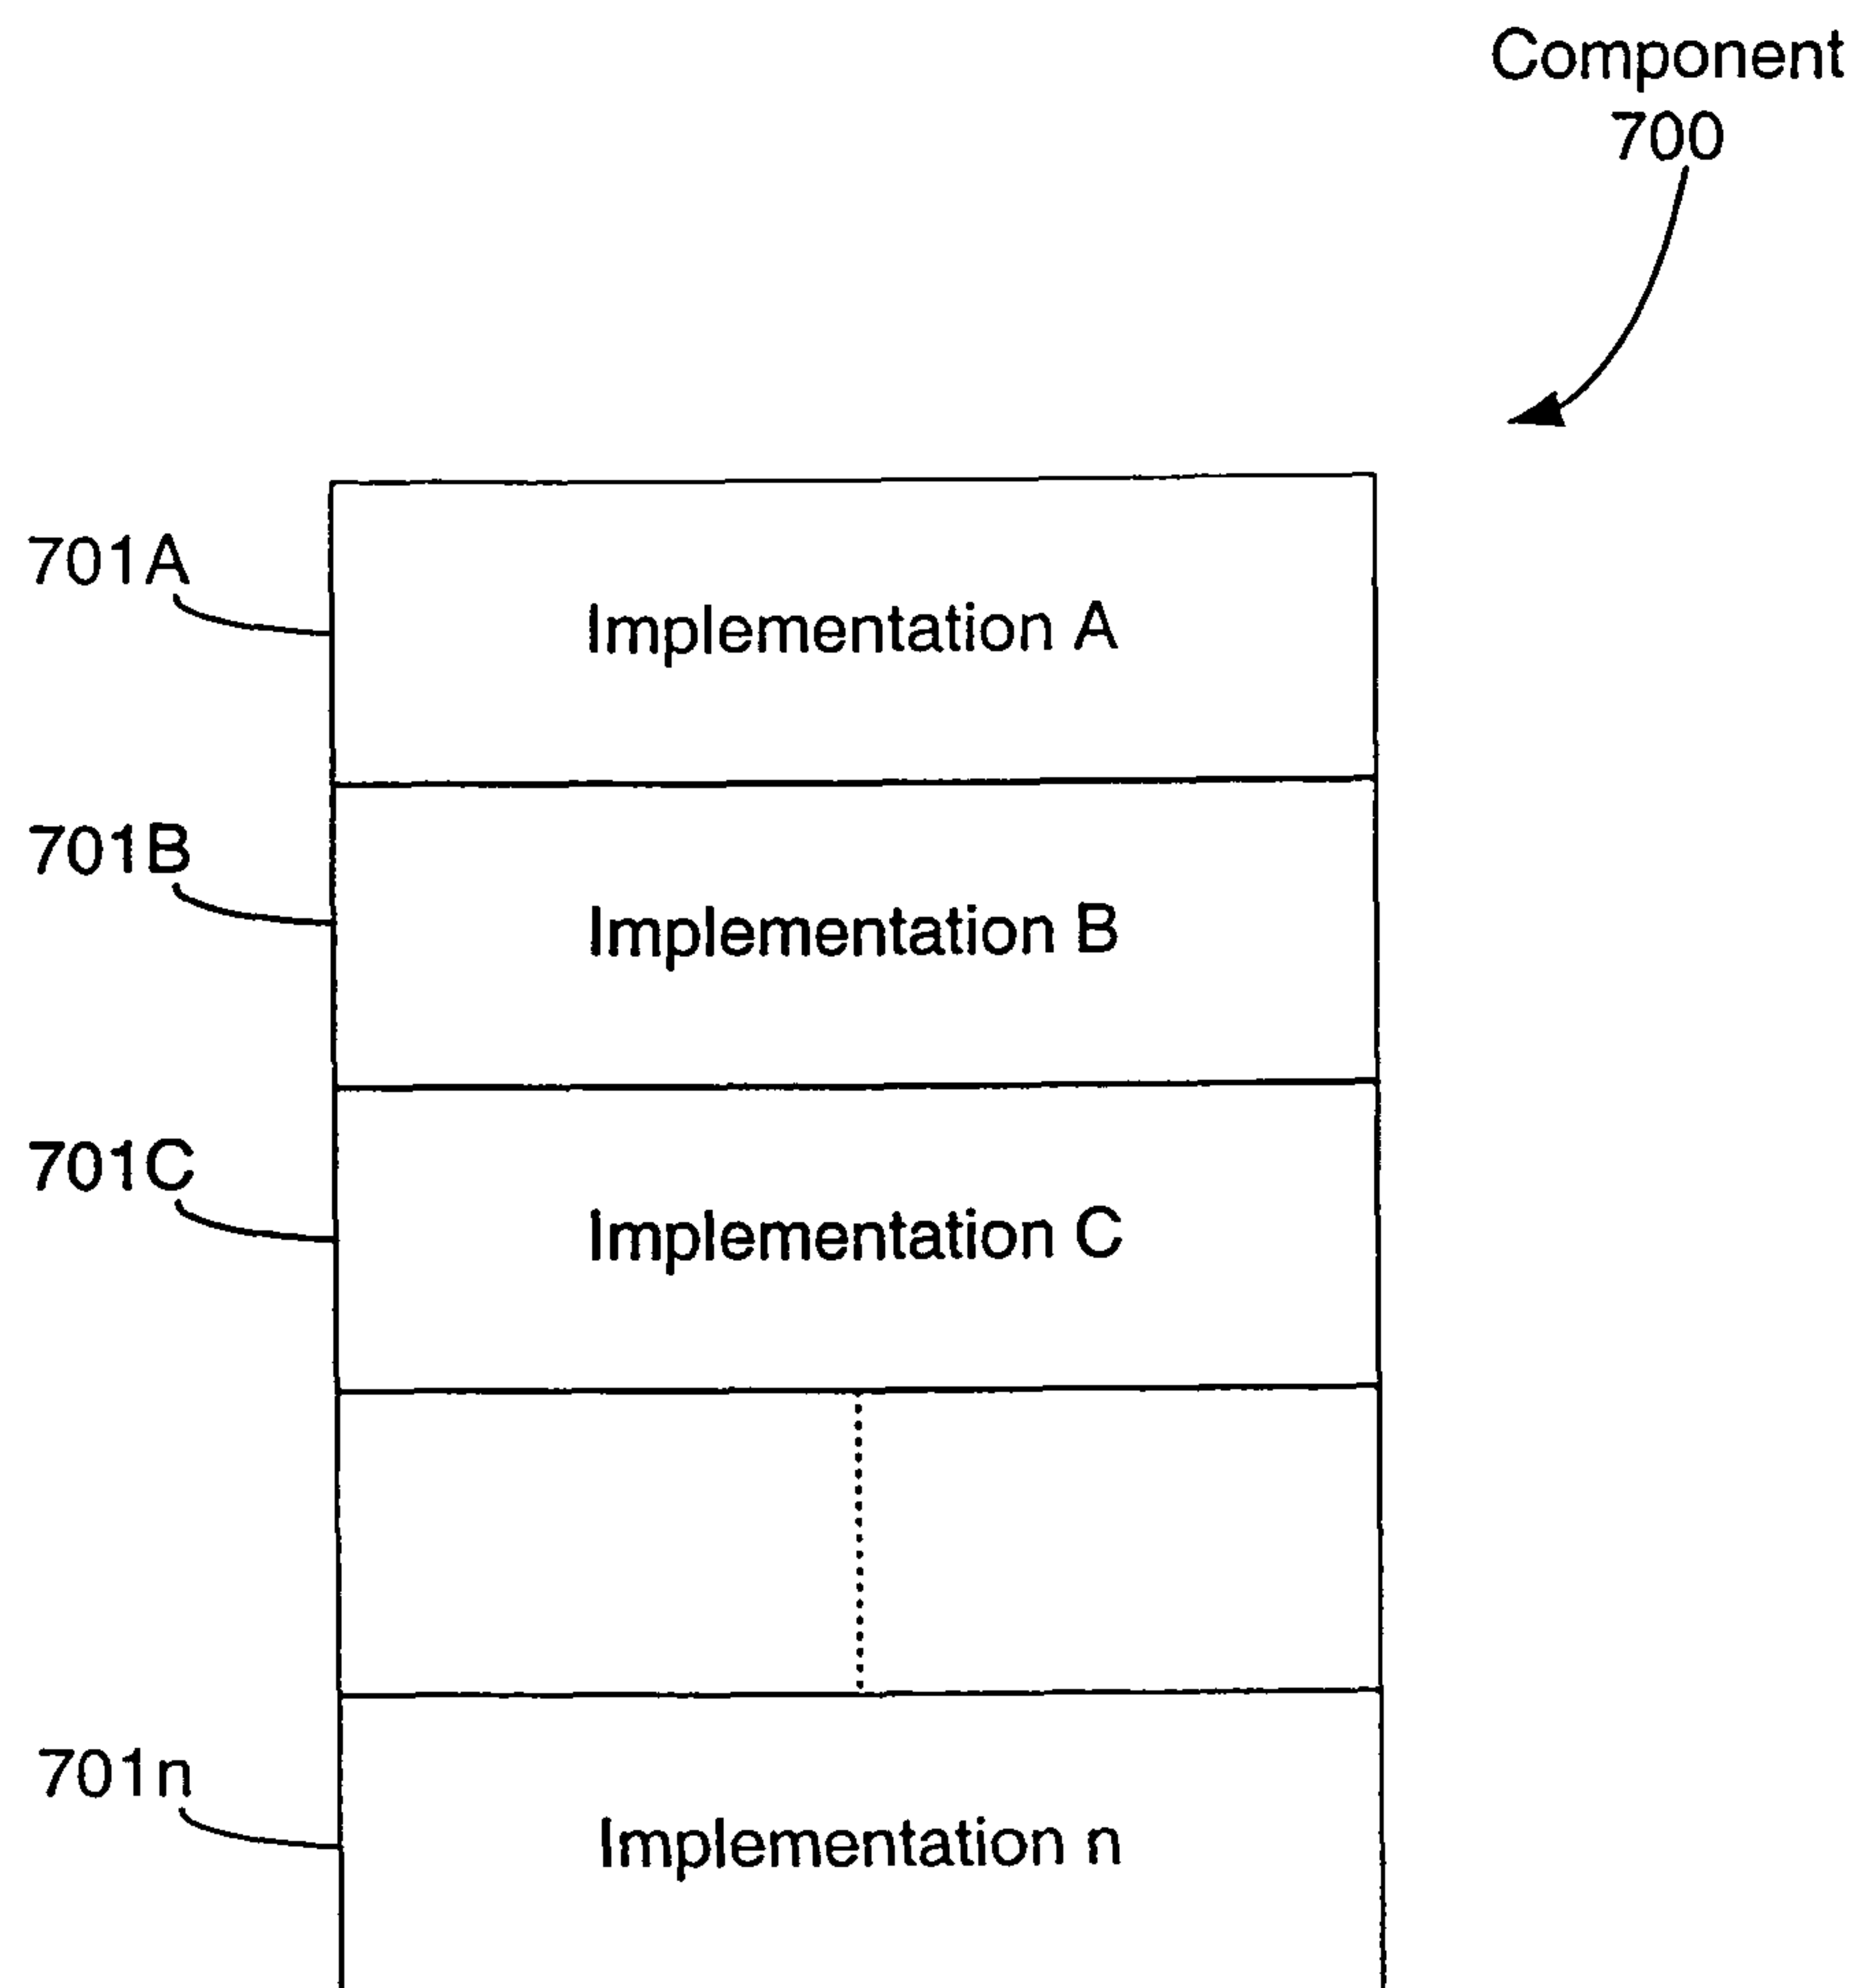 Component
700
701A
Implementation A
701B
Implementation B
701C
Implementation C
701n
Implementation n